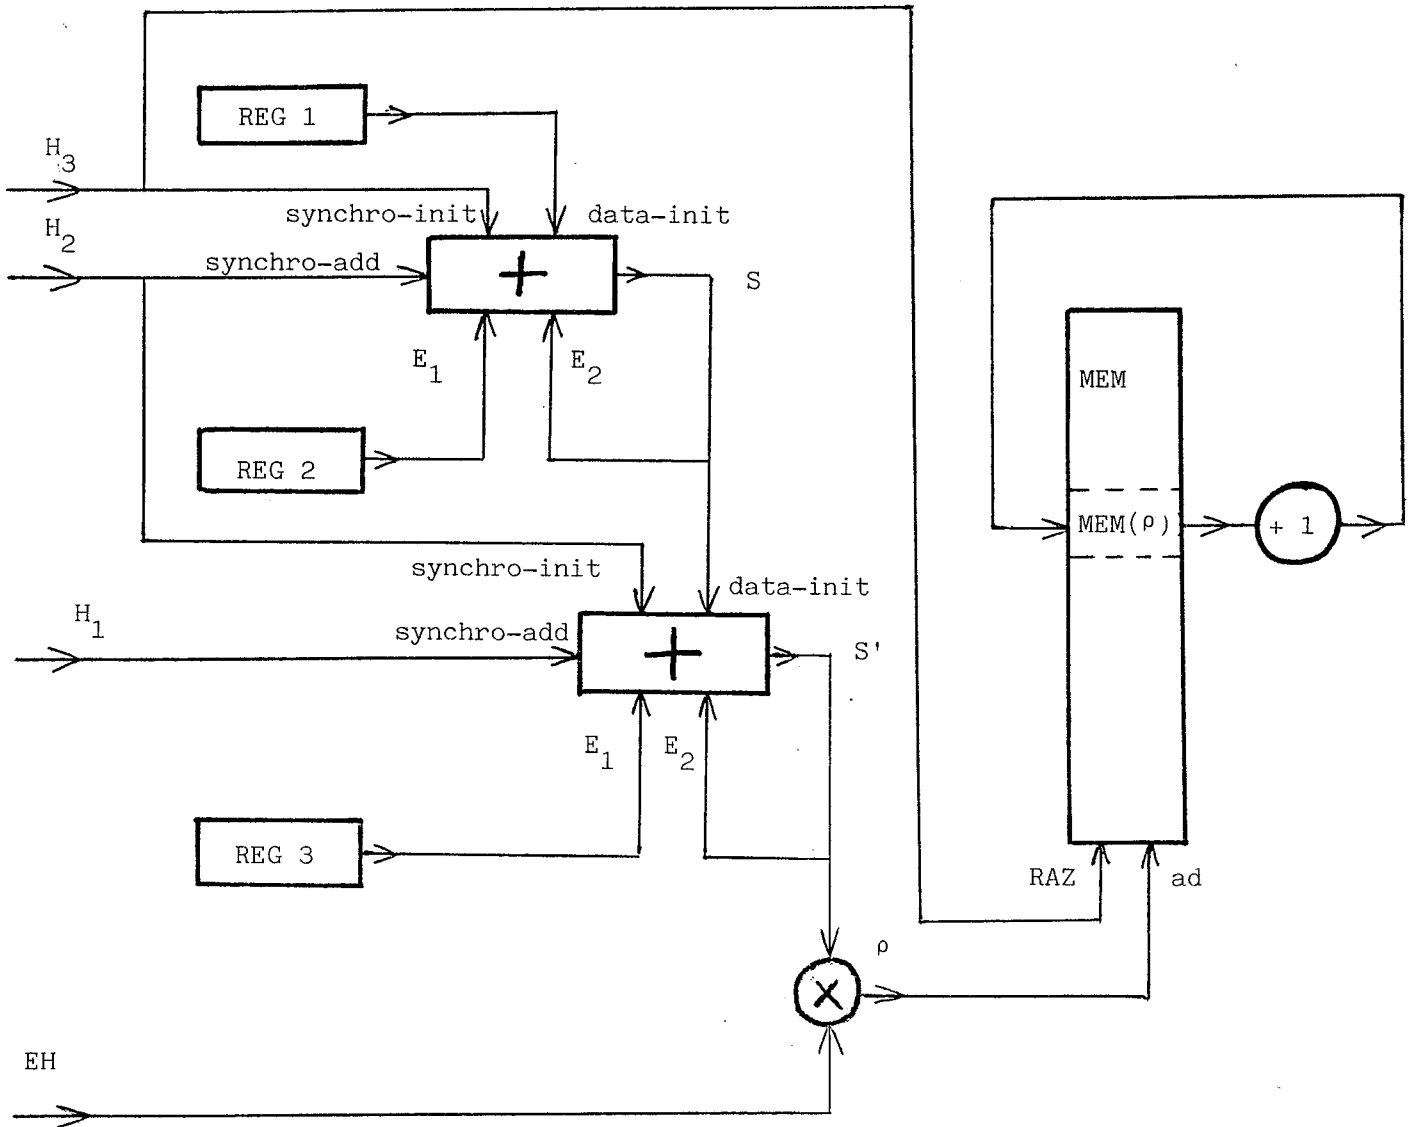 REG 1
H3
synchro-init
data-init
H2
synchro-add
+
S
E1
E2
MEM
REG 2
MEM(ρ)
+ 1
synchro-init
data-init
H1
synchro-add
+
S'
E1
E2
REG 3
RAZ
ad
ρ
X
EH